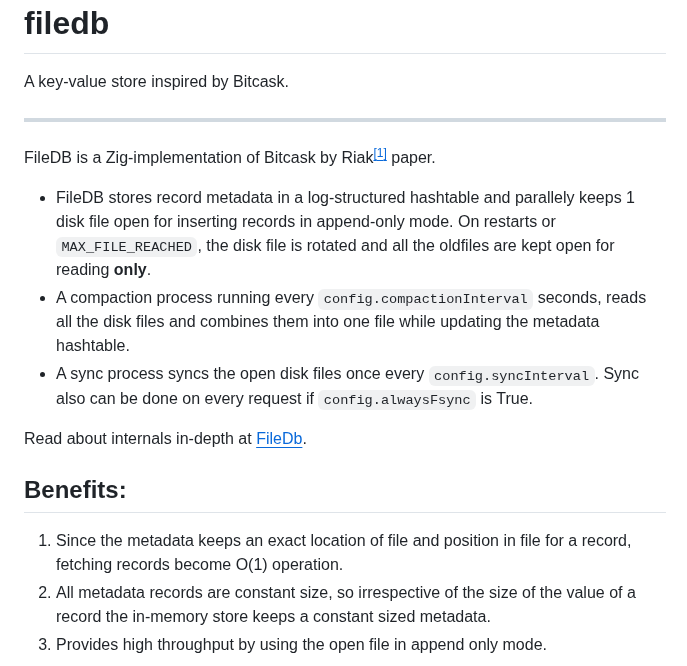 filedb
A key-value store inspired by Bitcask.
FileDB is a Zig-implementation of Bitcask by Riak[1] paper.
• FileDB stores record metadata in a log-structured hashtable and parallely keeps 1
disk file open for inserting records in append-only mode. On restarts or
MAX_FILE_REACHED , the disk file is rotated and all the oldfiles are kept open for
reading only.
• A compaction process running every config.compactionInterval seconds, reads
all the disk files and combines them into one file while updating the metadata
hashtable.
• A sync process syncs the open disk files once every config.syncInterval . Sync
also can be done on every request if config.alwaysFsync is True.
Read about internals in-depth at FileDb.
Benefits:
1. Since the metadata keeps an exact location of file and position in file for a record,
fetching records become O(1) operation.
2. All metadata records are constant size, so irrespective of the size of the value of a
record the in-memory store keeps a constant sized metadata.
3. Provides high throughput by using the open file in append only mode.